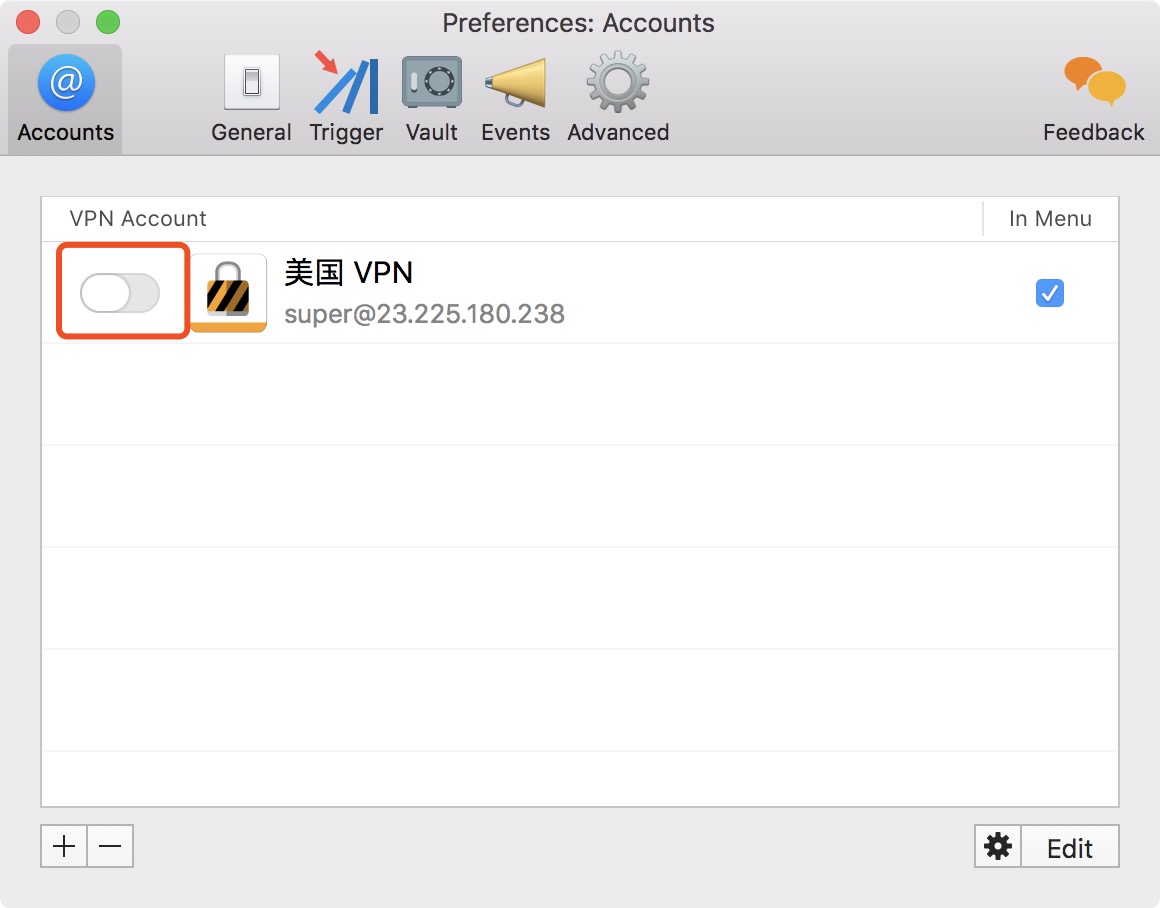 Preferences: Accounts
@
Accounts
General
Trigger
Vault
Events
Advanced
Feedback
VPN Account
In Menu
美国 VPN
super@23.225.180.238
Edit